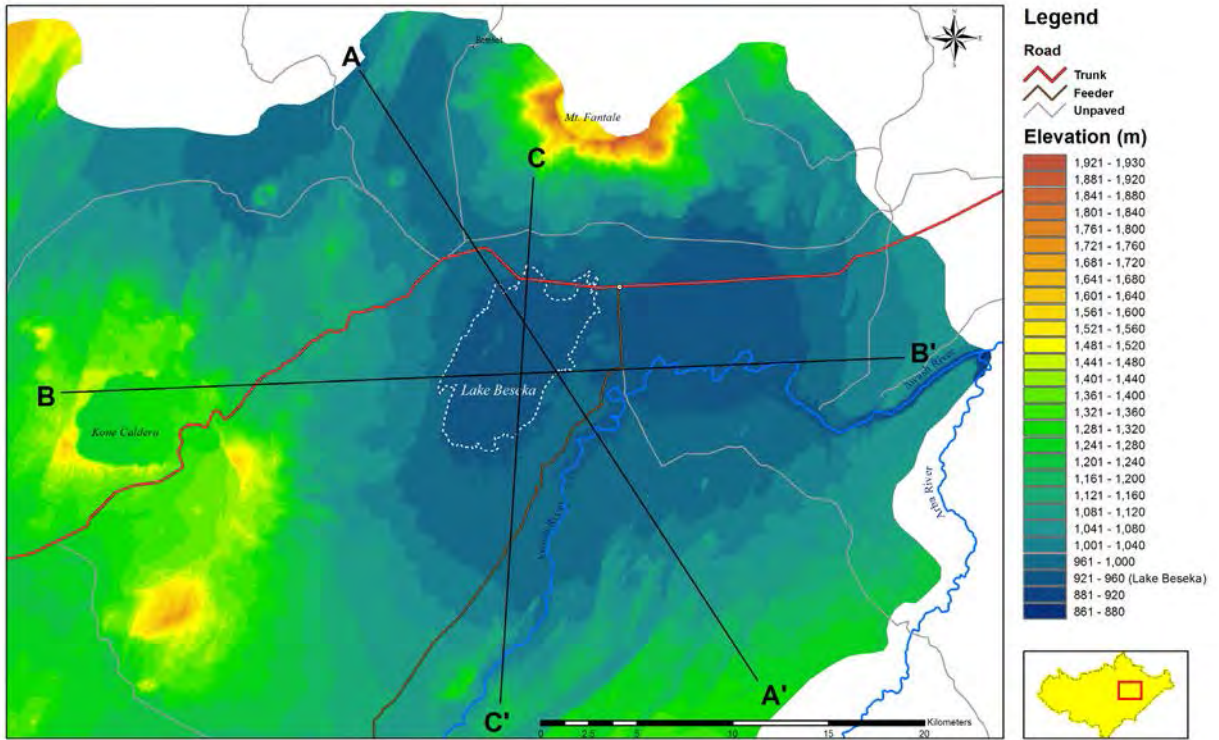 Legend
Road
Trunk
Feeder
Unpaved
Elevation (m)
1,921 - 1,930
1,881 - 1,920
1,841 - 1,880
1,801 - 1,840
1,761 - 1,800
1,721 - 1,760
1,681 - 1,720
1,641 - 1,680
1,601 - 1,640
1,561 - 1,600
1,521 - 1,560
1,481 - 1,520
1,441 - 1,480
1,401 - 1,440
1,361 - 1,400
1,321 - 1,360
1,281 - 1,320
1,241 - 1,280
1,201 - 1,240
1,161 - 1,200
1,121 - 1,160
1,081 - 1,120
1,041 - 1,080
1,001 - 1,040
961 - 1,000
921 - 960 (Lake Beseka)
881 - 920
861 - 880
N
E
S
A
Mt. Fantale
C
B'
Awash River
B
Lake Beseka
Kone Caldera
Arba River
Awash River
A'
C'
Kilometers
0 2.5 5 10 15 20